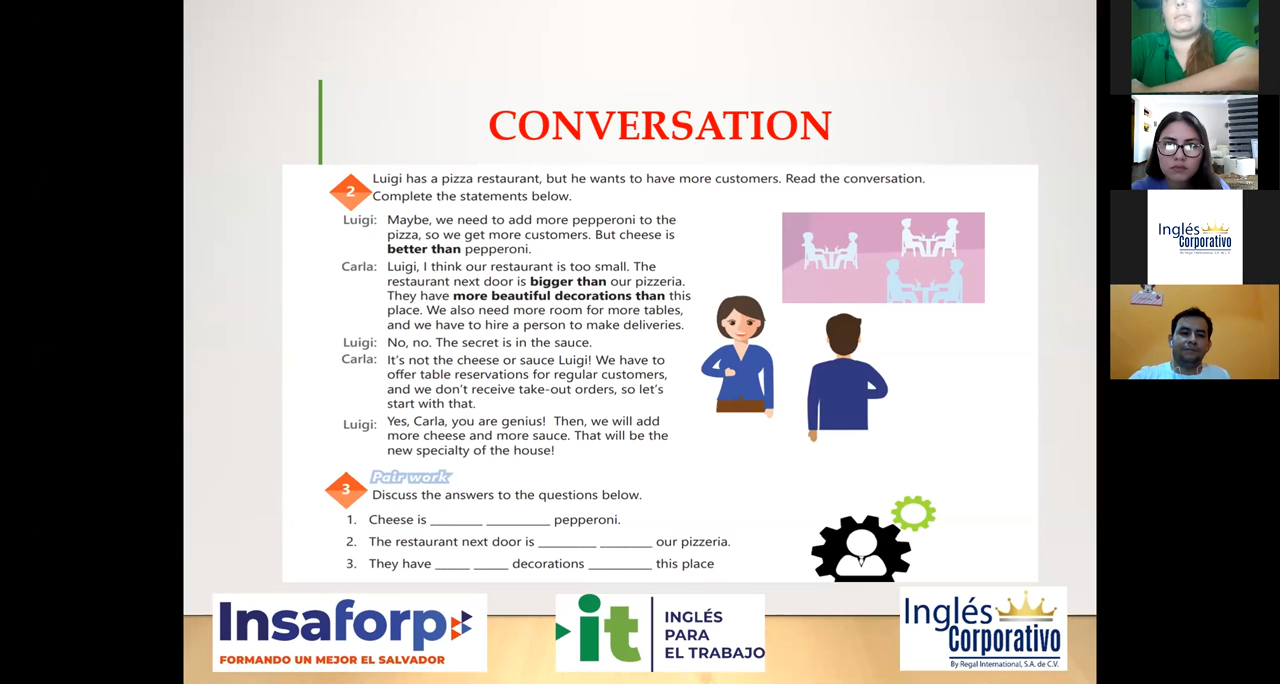 CONVERSATION
2
Luigi has a pizza restaurant, but he wants to have more customers. Read the conversation.
Complete the statements below.
Luigi: Maybe, we need to add more pepperoni to the
pizza, so we get more customers. But cheese is
better than pepperoni.
Carla: Luigi, I think our restaurant is too small. The
restaurant next door is bigger than our pizzeria.
They have more beautiful decorations than this
place. We also need more room for more tables,
and we have to hire a person to make deliveries.
Luigi: No, no. The secret is in the sauce.
Carla: It's not the cheese or sauce Luigi! We have to
offer table reservations for regular customers,
and we don't receive take-out orders, so let's
start with that.
Luigi: Yes, Carla, you are genius! Then, we will add
more cheese and more sauce. That will be the
new specialty of the house!
3
Pair work
Discuss the answers to the questions below.
1. Cheese is ________ __________ pepperoni.
2. The restaurant next door is _________ ________ our pizzeria.
3. They have _____ _____ decorations __________ this place
Insaforp
FORMANDO UN MEJOR EL SALVADOR
it
INGLÉS
PARA
EL TRABAJO
Inglés
Corporativo
By Regal International, S.A. de C.V.
Inglés
Corporativo
By Regal International, S.A. de C.V.